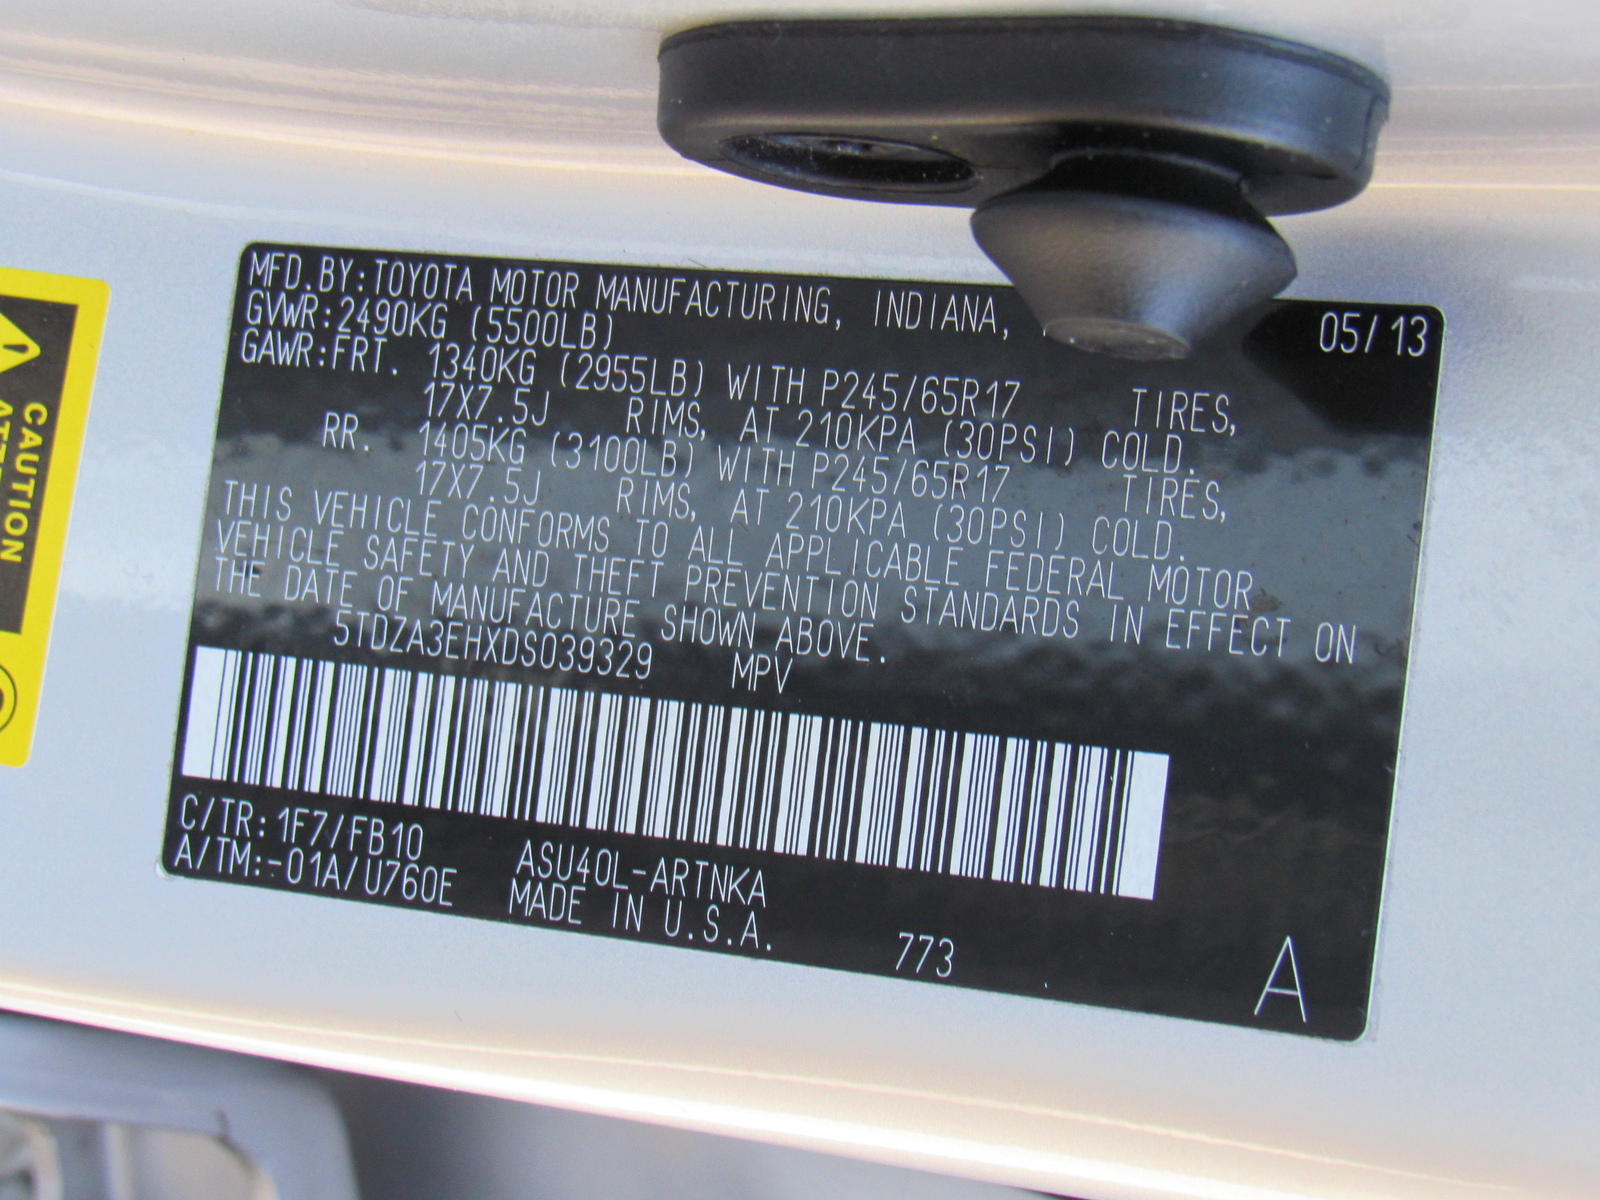 MFD.BY:TOYOTA MOTOR MANUFACTURING, INDIANA, 05/13
GVWR:2490KG (5500LB)
GAWR:FRT. 1340KG (2955LB) WITH P245/65R17 TIRES,
17X7.5J RIMS, AT 210KPA (30PSI) COLD.
RR. 1405KG (3100LB) WITH P245/65R17 TIRES,
17X7.5J RIMS, AT 210KPA (30PSI) COLD.
THIS VEHICLE CONFORMS TO ALL APPLICABLE FEDERAL MOTOR
VEHICLE SAFETY AND THEFT PREVENTION STANDARDS IN EFFECT ON
THE DATE OF MANUFACTURE SHOWN ABOVE.
5TDZA3EHXDS039329 MPV
C/TR:1F7/FB10 ASU40L-ARTNKA
A/TM:-01A/U760E MADE IN U.S.A.
773
A
CAUTION